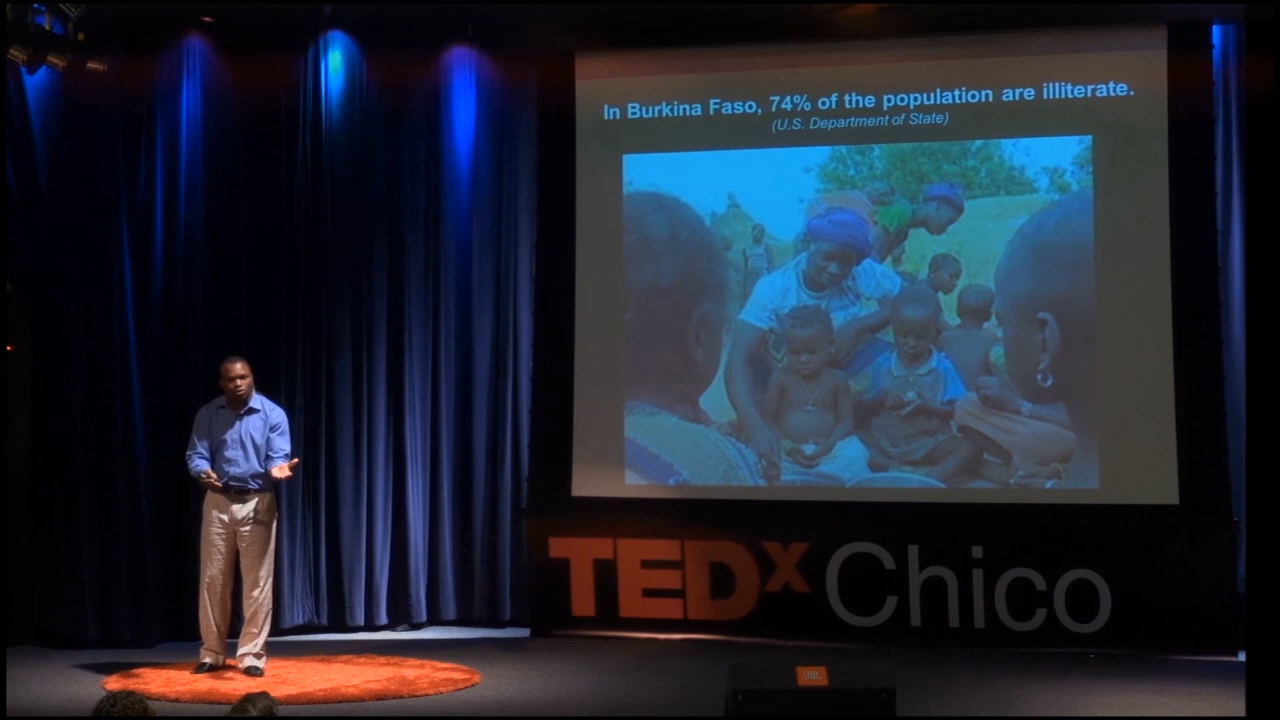 In Burkina Faso, 74% of the population are illiterate.
(U.S. Department of State)
TEDx Chico
JBL